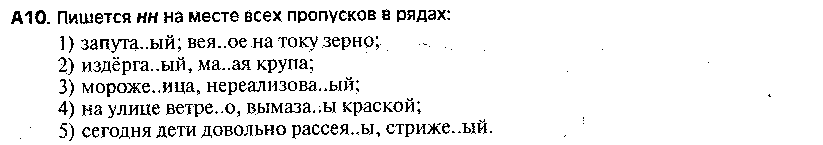 А10. Пишется нн на месте всех пропусков в рядах:
1) запута..ый; вея..ое на току зерно;
2) издёрга..ый, ма..ая крупа;
3) мороже..ица, нереализова..ый;
4) на улице ветре..о, вымаза..ы краской;
5) сегодня дети довольно рассея..ы, стриже..ый.